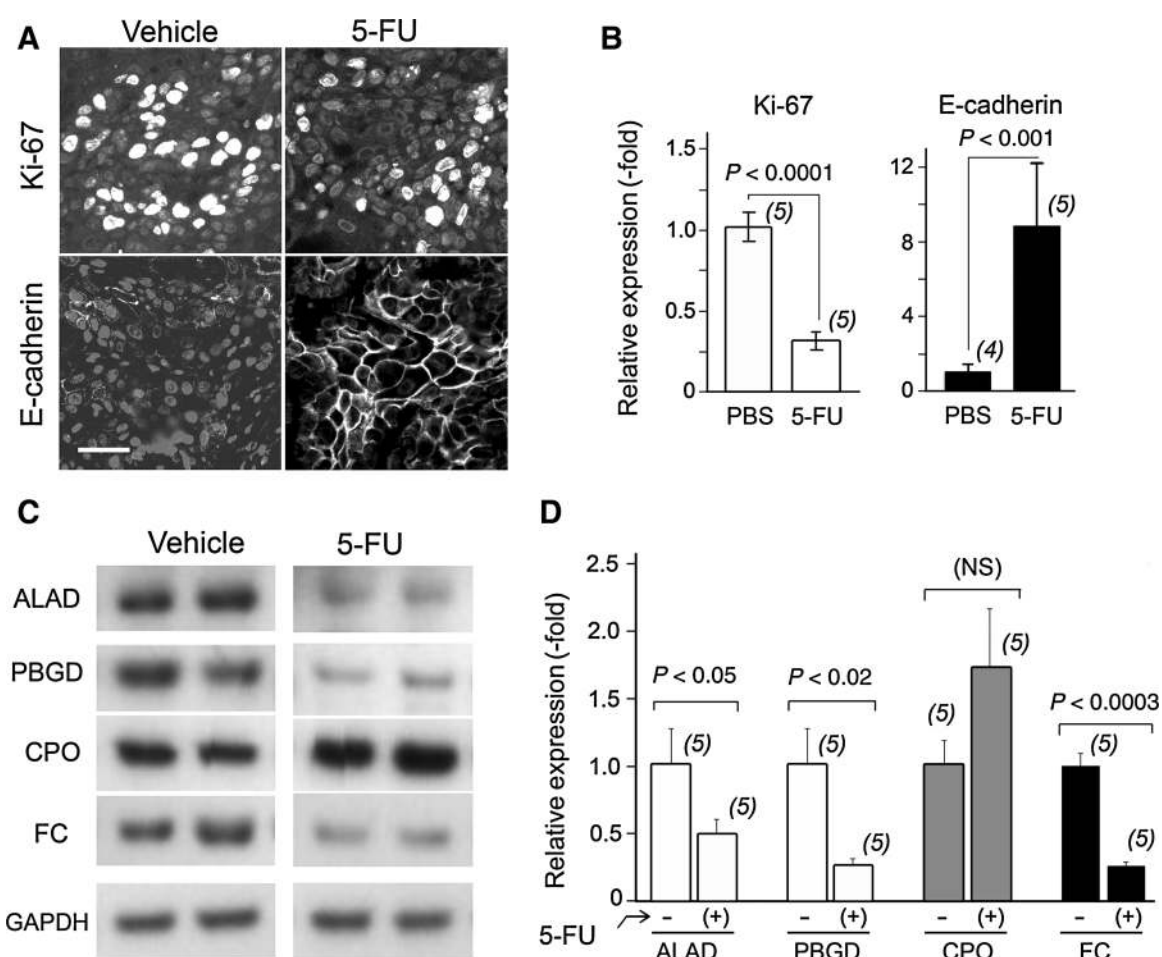 A
Vehicle
5-FU
Ki-67
E-cadherin
B
Ki-67
E-cadherin
Relative expression (-fold)
1.5
1.0
0.5
0
P < 0.0001
(5)
(5)
PBS
5-FU
12
8
4
0
P < 0.001
(4)
(5)
PBS
5-FU
C
Vehicle
5-FU
ALAD
PBGD
CPO
FC
GAPDH
D
Relative expression (-fold)
2.5
2.0
1.5
1.0
0.5
0
P < 0.05
(5)
(5)
P < 0.02
(5)
(5)
(NS)
(5)
(5)
P < 0.0003
(5)
(5)
5-FU
- (+) - (+) - (+) - (+)
ALAD PBGD CPO FC